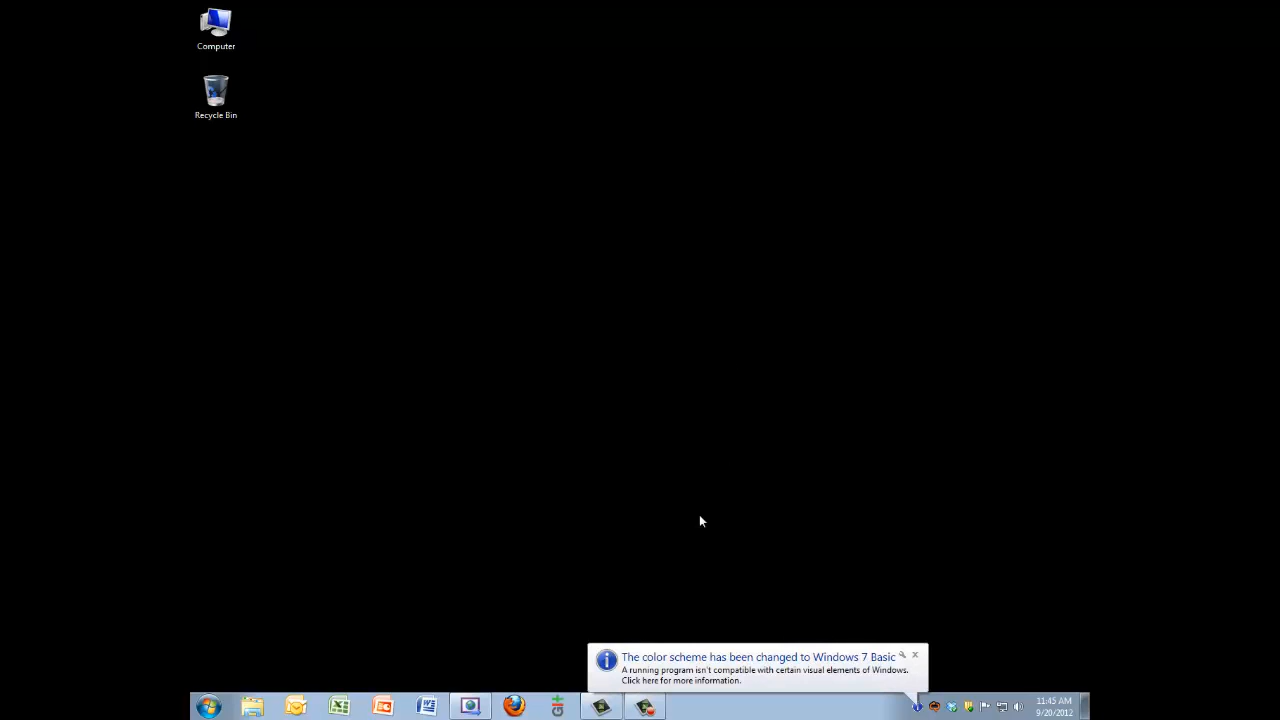 Computer
Recycle Bin
The color scheme has been changed to Windows 7 Basic
A running program isn't compatible with certain visual elements of Windows.
Click here for more information.
11:45 AM
9/20/2012